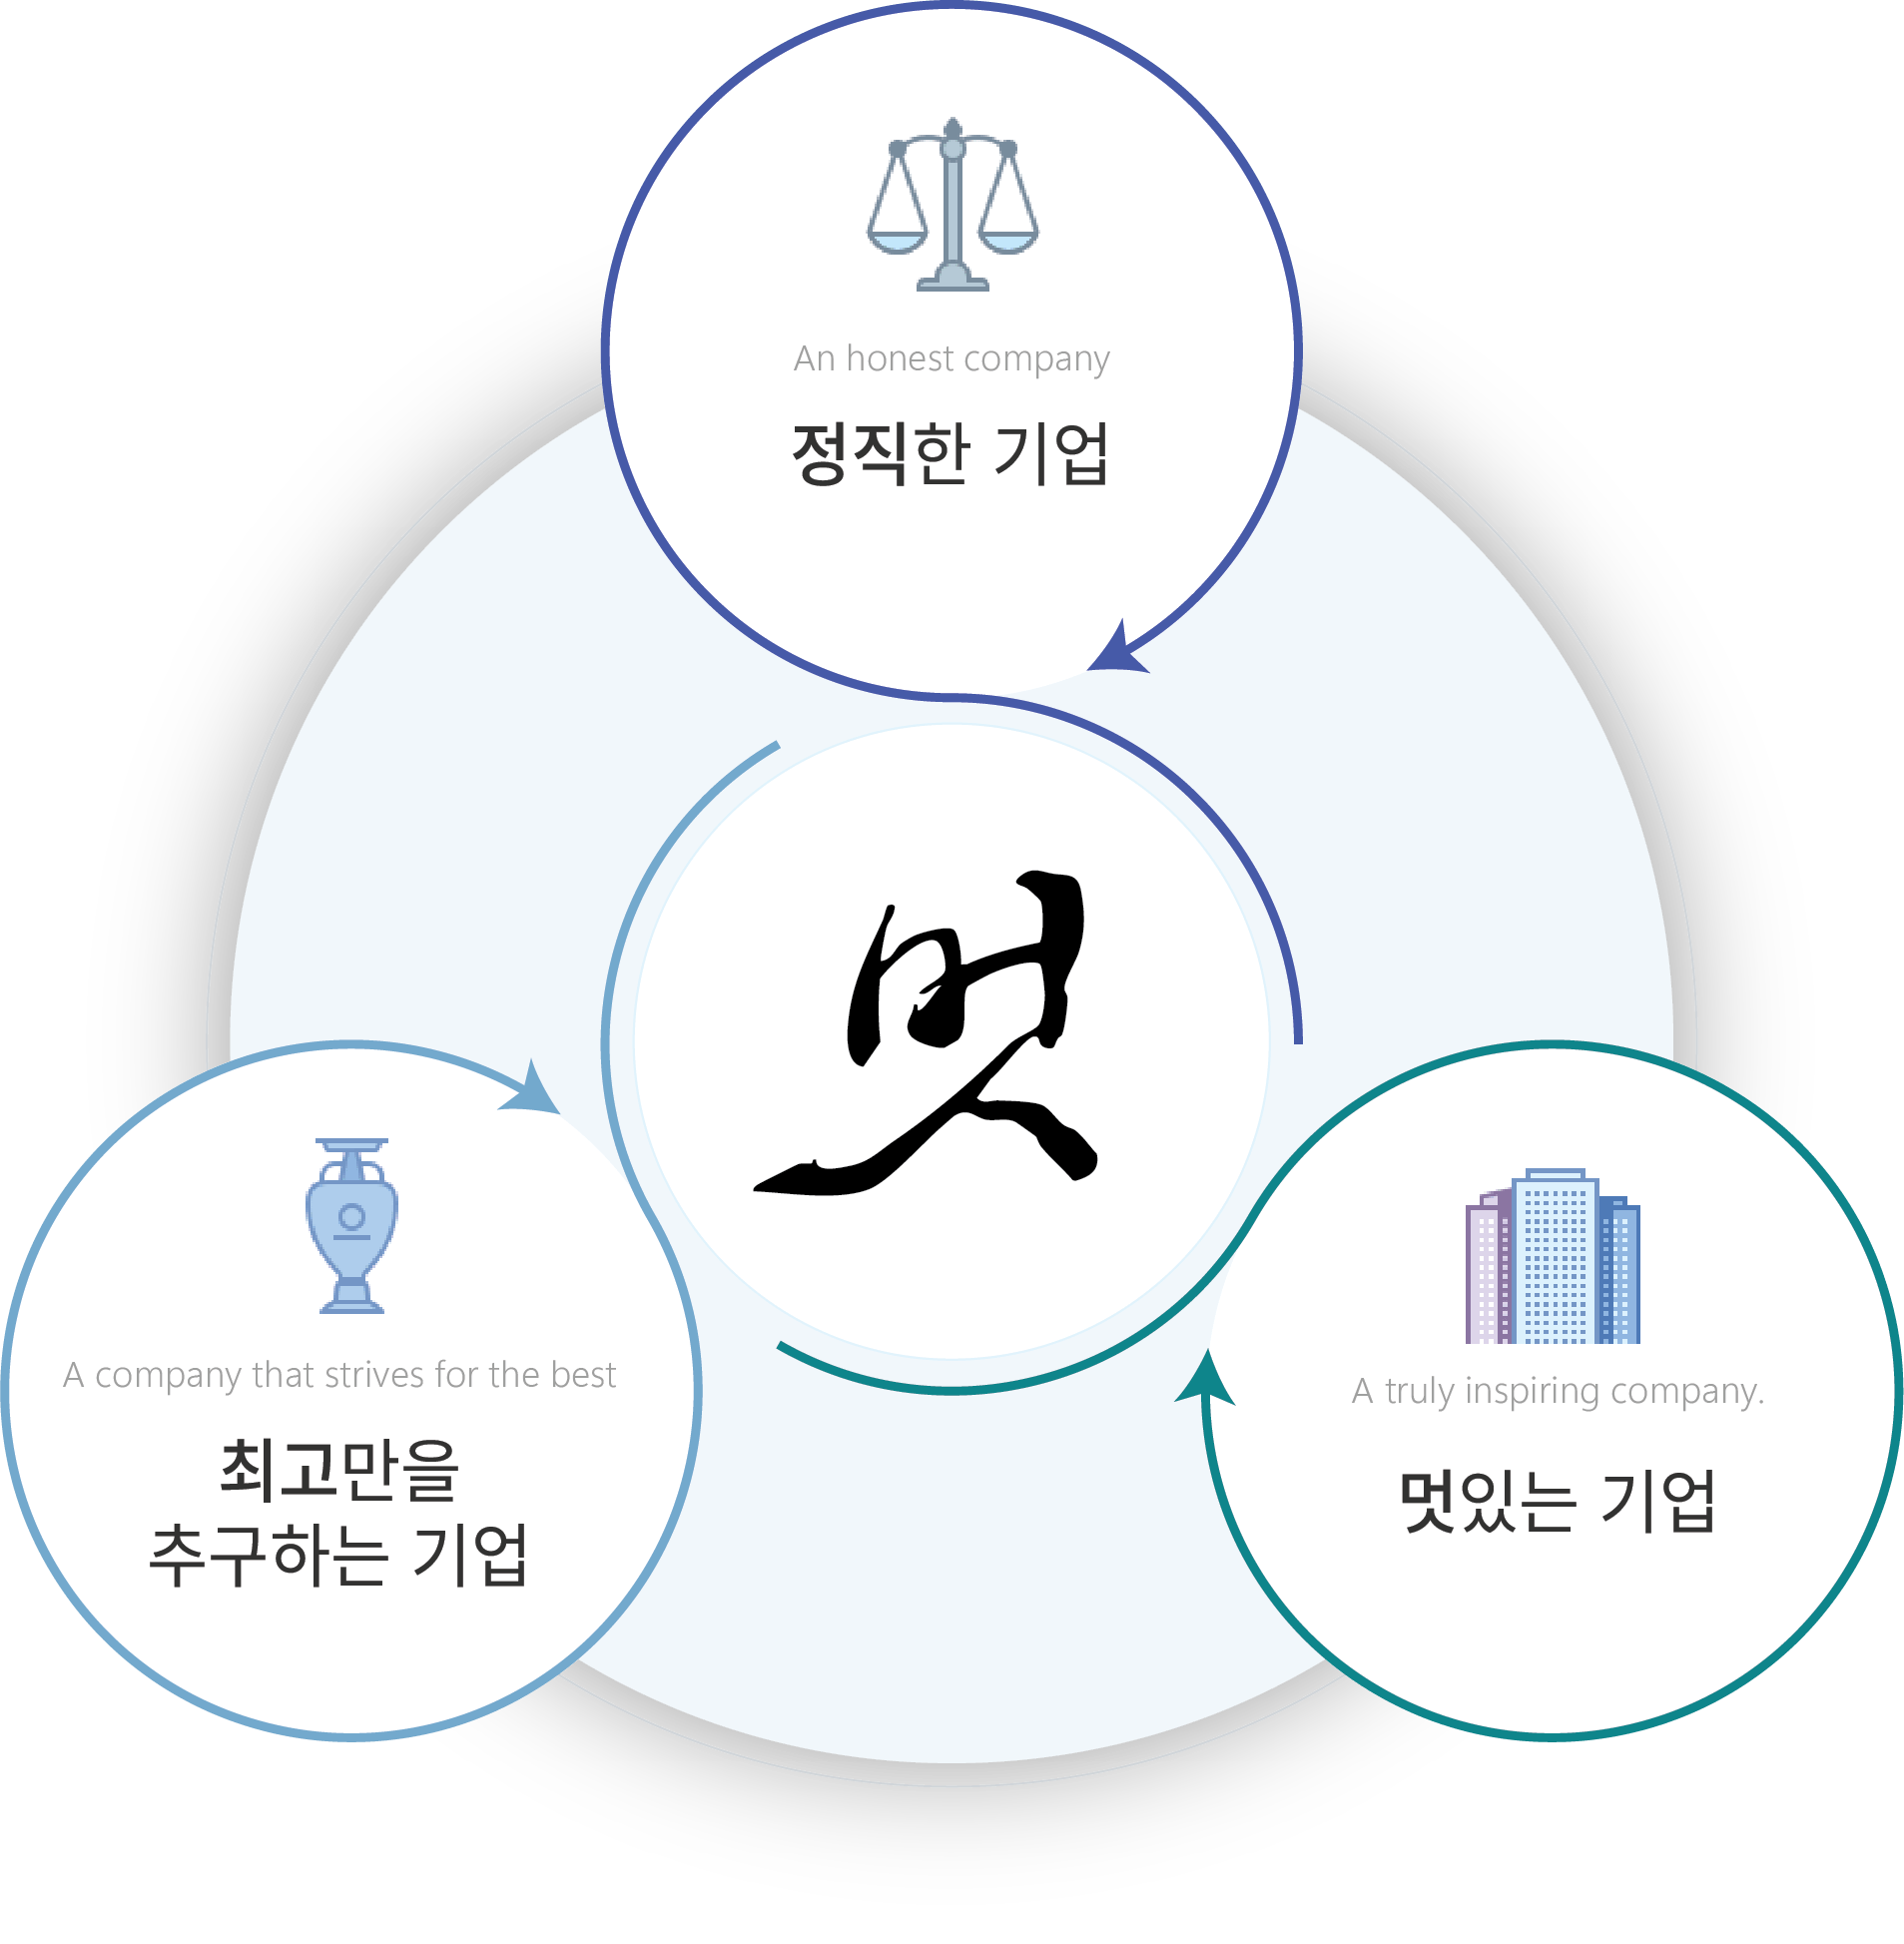 An honest company
정직한 기업
멋
A company that strives for the best
최고만을
추구하는 기업
A truly inspiring company.
멋있는 기업